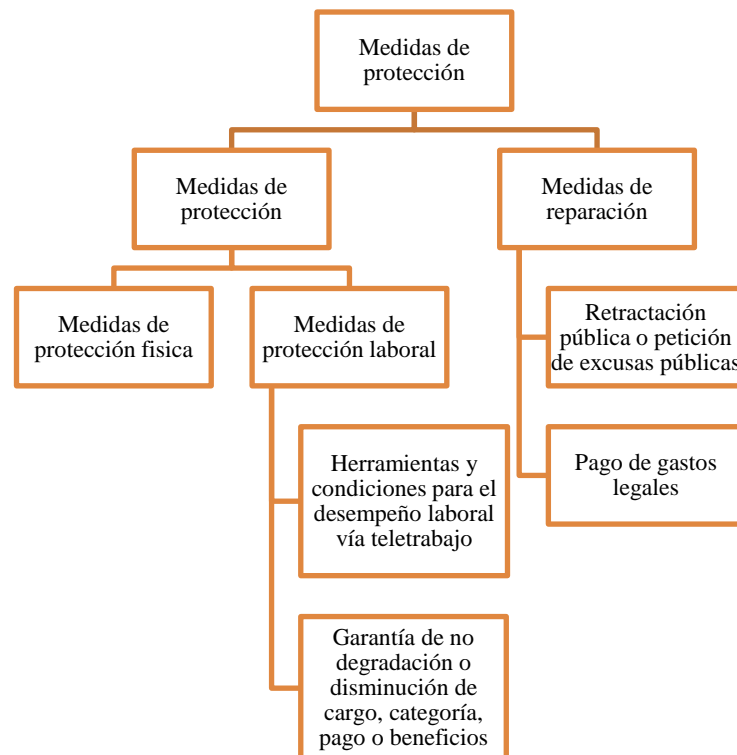 Medidas de
protección
Medidas de
protección
Medidas de
reparación
Medidas de
protección fisica
Medidas de
protección laboral
Retractación
pública o petición
de excusas públicas
Herramientas y
condiciones para el
desempeño laboral
vía teletrabajo
Pago de gastos
legales
Garantía de no
degradación o
disminución de
cargo, categoría,
pago o beneficios